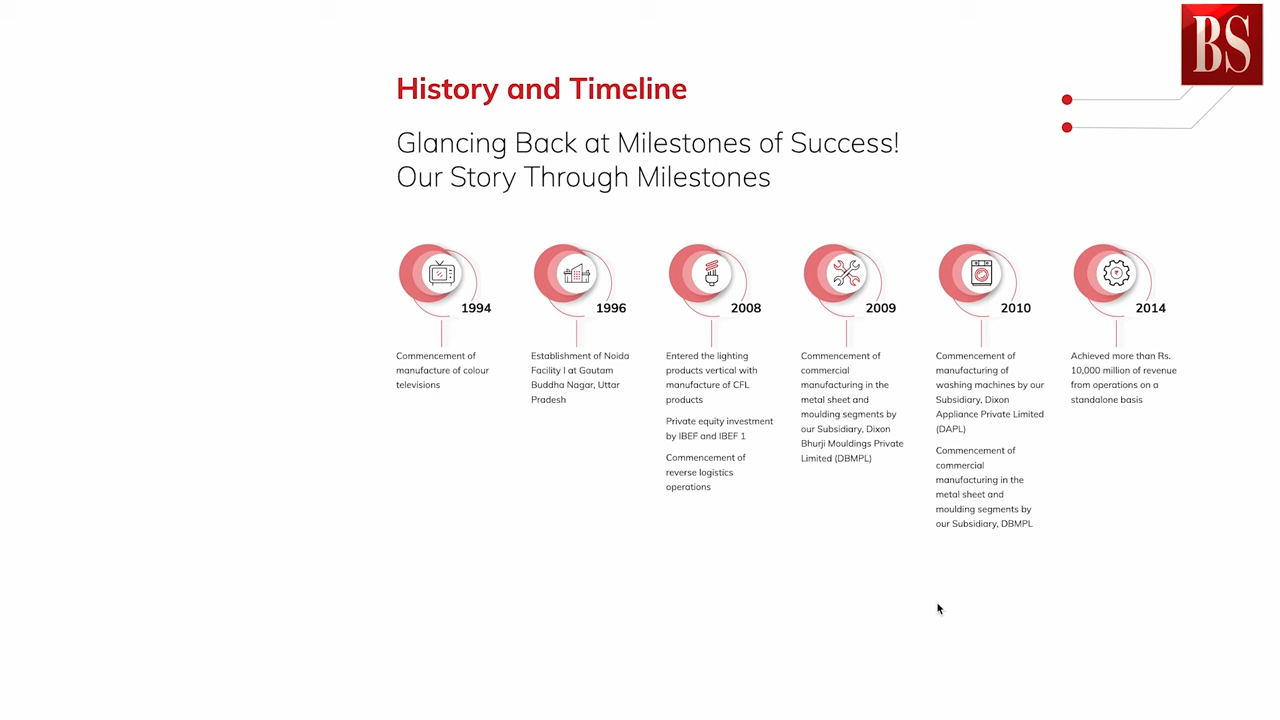 BS
History and Timeline
Glancing Back at Milestones of Success!
Our Story Through Milestones
1994
Commencement of
manufacture of colour
televisions
1996
Establishment of Noida
Facility I at Gautam
Buddha Nagar, Uttar
Pradesh
2008
Entered the lighting
products vertical with
manufacture of CFL
products
Private equity investment
by IBEF and IBEF 1
Commencement of
reverse logistics
operations
2009
Commencement of
commercial
manufacturing in the
metal sheet and
moulding segments by
our Subsidiary, Dixon
Bhurji Mouldings Private
Limited (DBMPL)
2010
Commencement of
manufacturing of
washing machines by our
Subsidiary, Dixon
Appliance Private Limited
(DAPL)
Commencement of
commercial
manufacturing in the
metal sheet and
moulding segments by
our Subsidiary, DBMPL
2014
Achieved more than Rs.
10,000 million of revenue
from operations on a
standalone basis